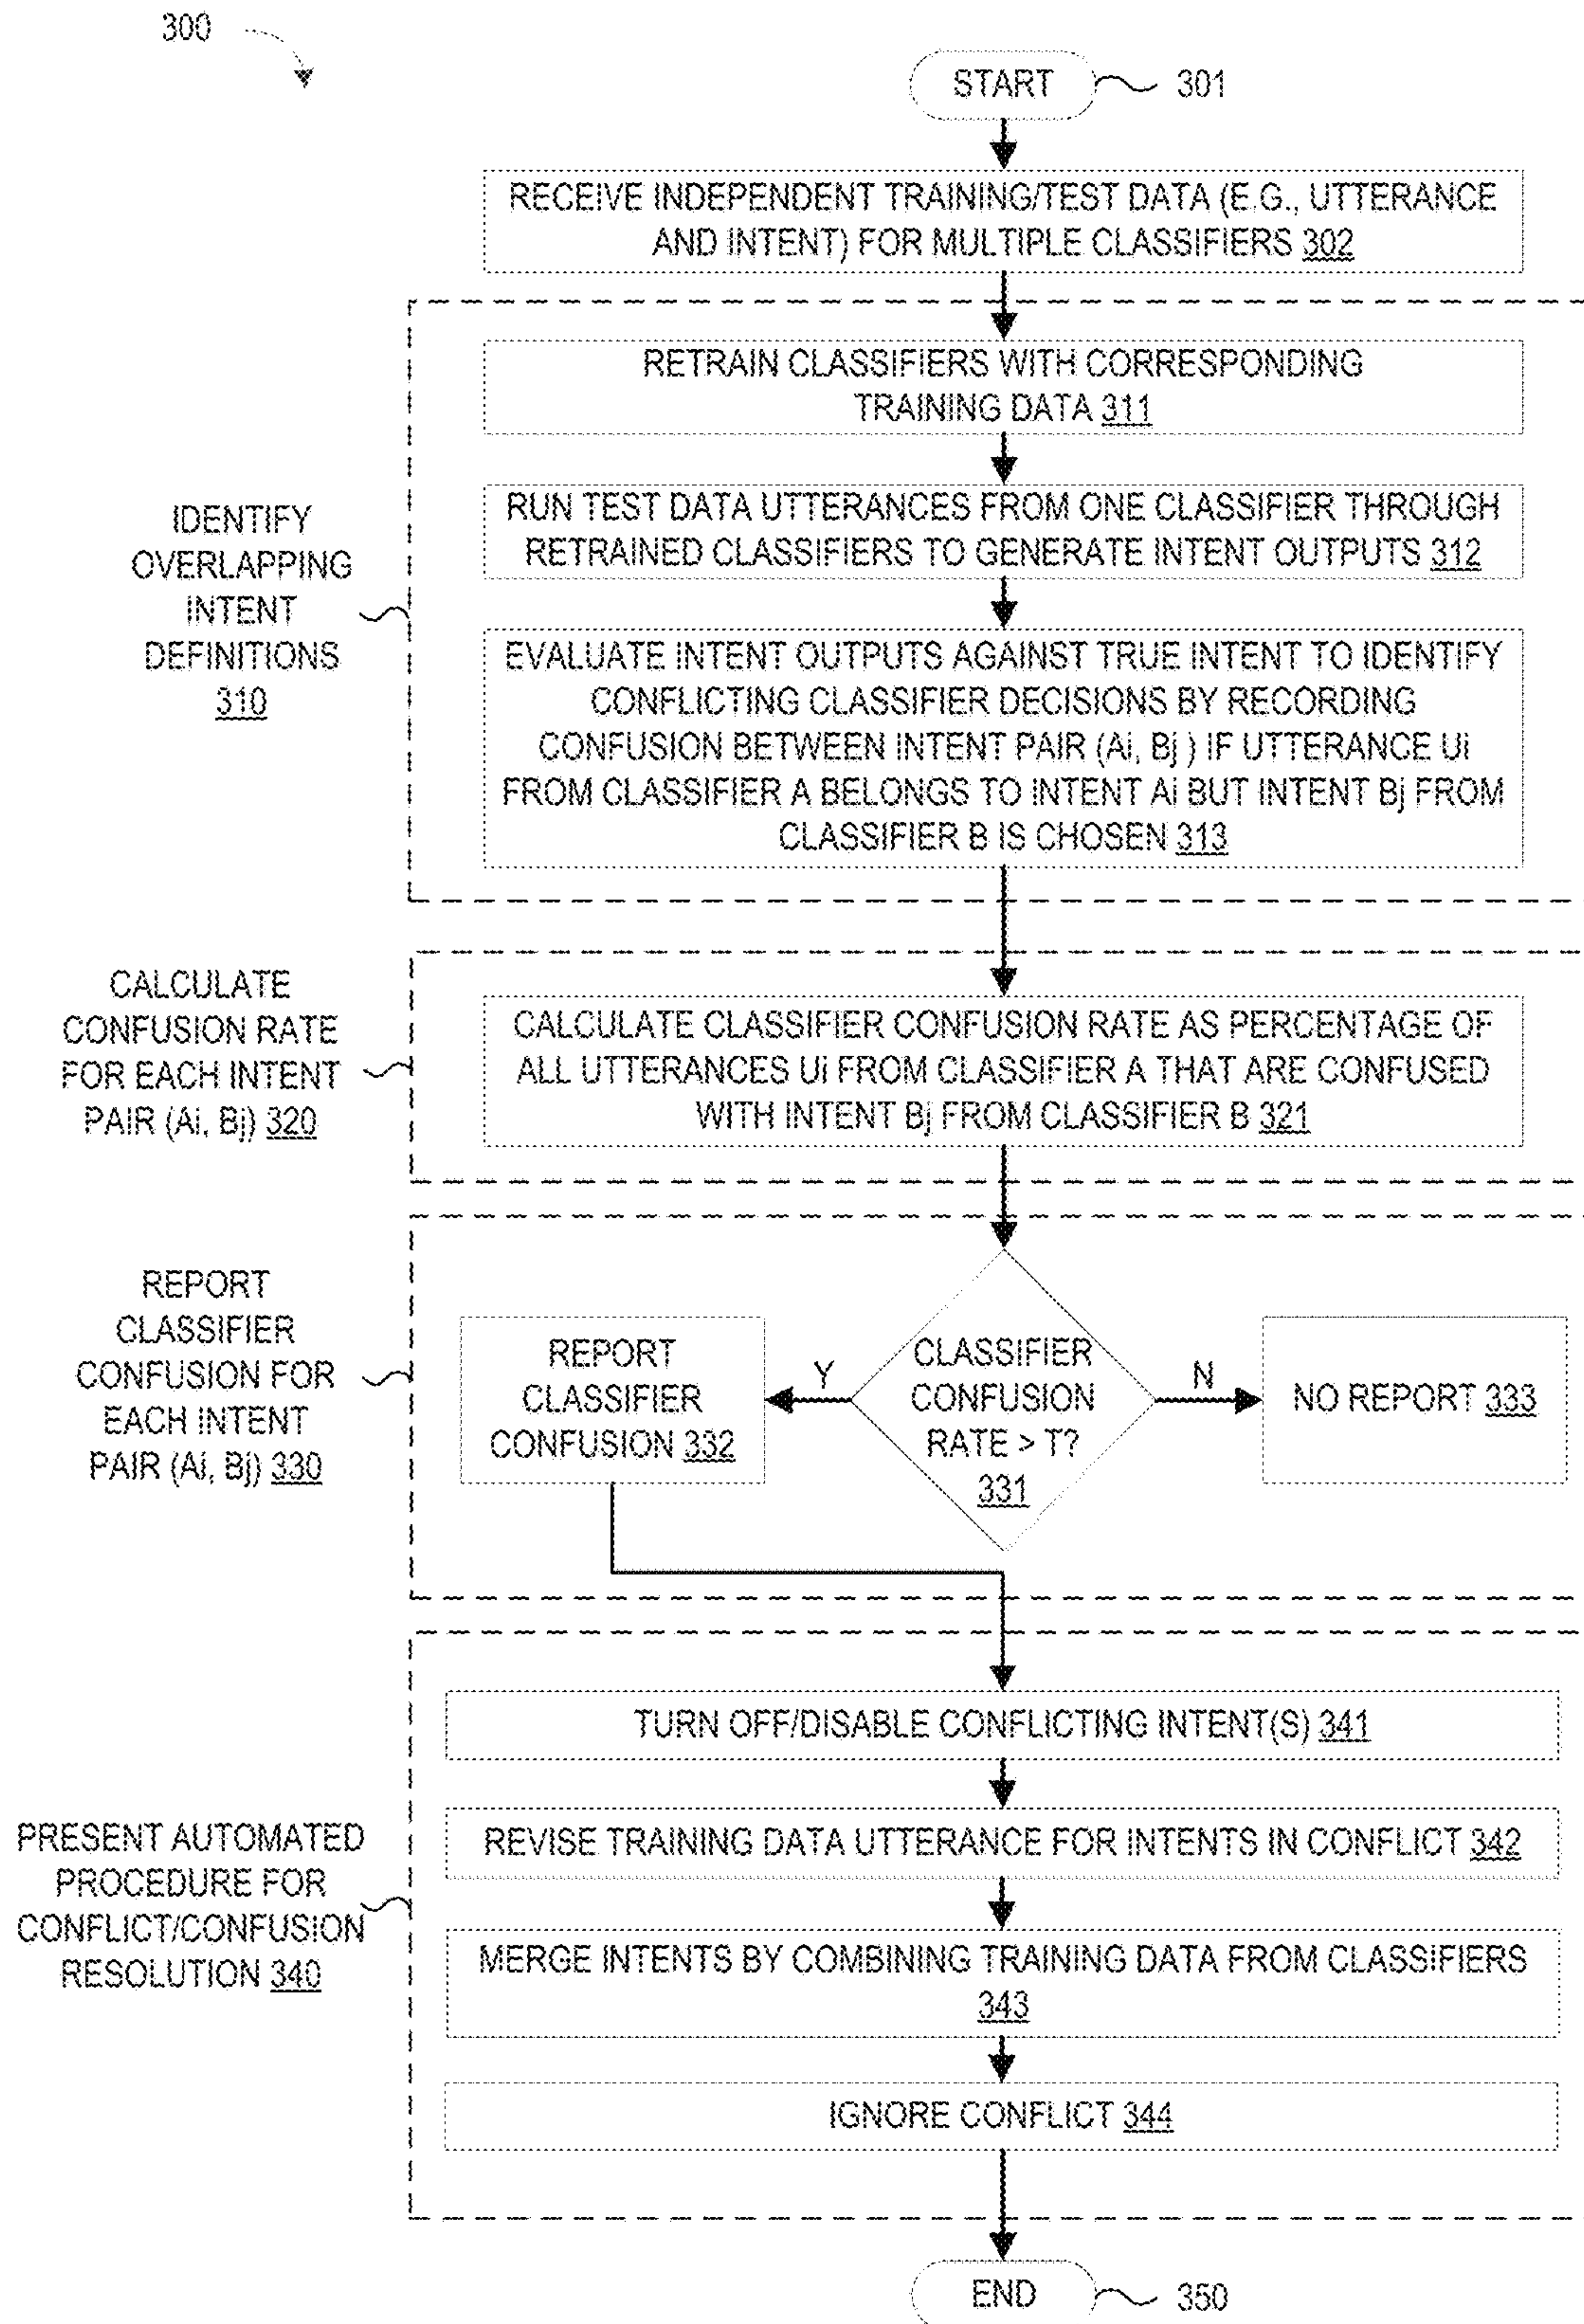 300
START 301
RECEIVE INDEPENDENT TRAINING/TEST DATA (E.G., UTTERANCE
AND INTENT) FOR MULTIPLE CLASSIFIERS 302
IDENTIFY
OVERLAPPING
INTENT
DEFINITIONS
310
RETRAIN CLASSIFIERS WITH CORRESPONDING
TRAINING DATA 311
RUN TEST DATA UTTERANCES FROM ONE CLASSIFIER THROUGH
RETRAINED CLASSIFIERS TO GENERATE INTENT OUTPUTS 312
EVALUATE INTENT OUTPUTS AGAINST TRUE INTENT TO IDENTIFY
CONFLICTING CLASSIFIER DECISIONS BY RECORDING
CONFUSION BETWEEN INTENT PAIR (Ai, Bj ) IF UTTERANCE Ui
FROM CLASSIFIER A BELONGS TO INTENT Ai BUT INTENT Bj FROM
CLASSIFIER B IS CHOSEN 313
CALCULATE
CONFUSION RATE
FOR EACH INTENT
PAIR (Ai, Bj) 320
CALCULATE CLASSIFIER CONFUSION RATE AS PERCENTAGE OF
ALL UTTERANCES Ui FROM CLASSIFIER A THAT ARE CONFUSED
WITH INTENT Bj FROM CLASSIFIER B 321
REPORT
CLASSIFIER
CONFUSION FOR
EACH INTENT
PAIR (Ai, Bj) 330
REPORT
CLASSIFIER
CONFUSION 332
Y
CLASSIFIER
CONFUSION
RATE > T?
331
N
NO REPORT 333
PRESENT AUTOMATED
PROCEDURE FOR
CONFLICT/CONFUSION
RESOLUTION 340
TURN OFF/DISABLE CONFLICTING INTENT(S) 341
REVISE TRAINING DATA UTTERANCE FOR INTENTS IN CONFLICT 342
MERGE INTENTS BY COMBINING TRAINING DATA FROM CLASSIFIERS
343
IGNORE CONFLICT 344
END 350